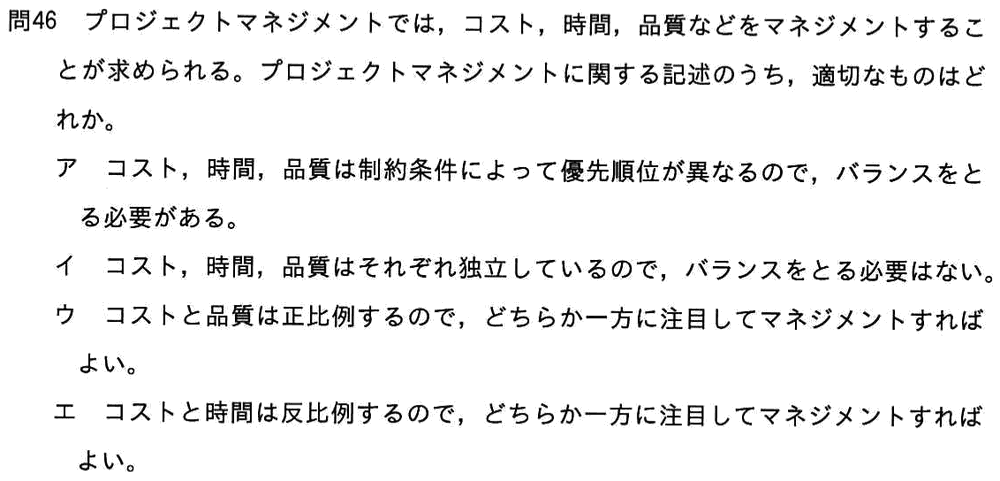 問46 プロジェクトマネジメントでは，コスト，時間，品質などをマネジメントするこ
とが求められる。プロジェクトマネジメントに関する記述のうち，適切なものはど
れか。
ア コスト，時間，品質は制約条件によって優先順位が異なるので，バランスをと
る必要がある。
イ コスト，時間，品質はそれぞれ独立しているので，バランスをとる必要はない。
ウ コストと品質は正比例するので，どちらか一方に注目してマネジメントすれば
よい。
エ コストと時間は反比例するので，どちらか一方に注目してマネジメントすれば
よい。